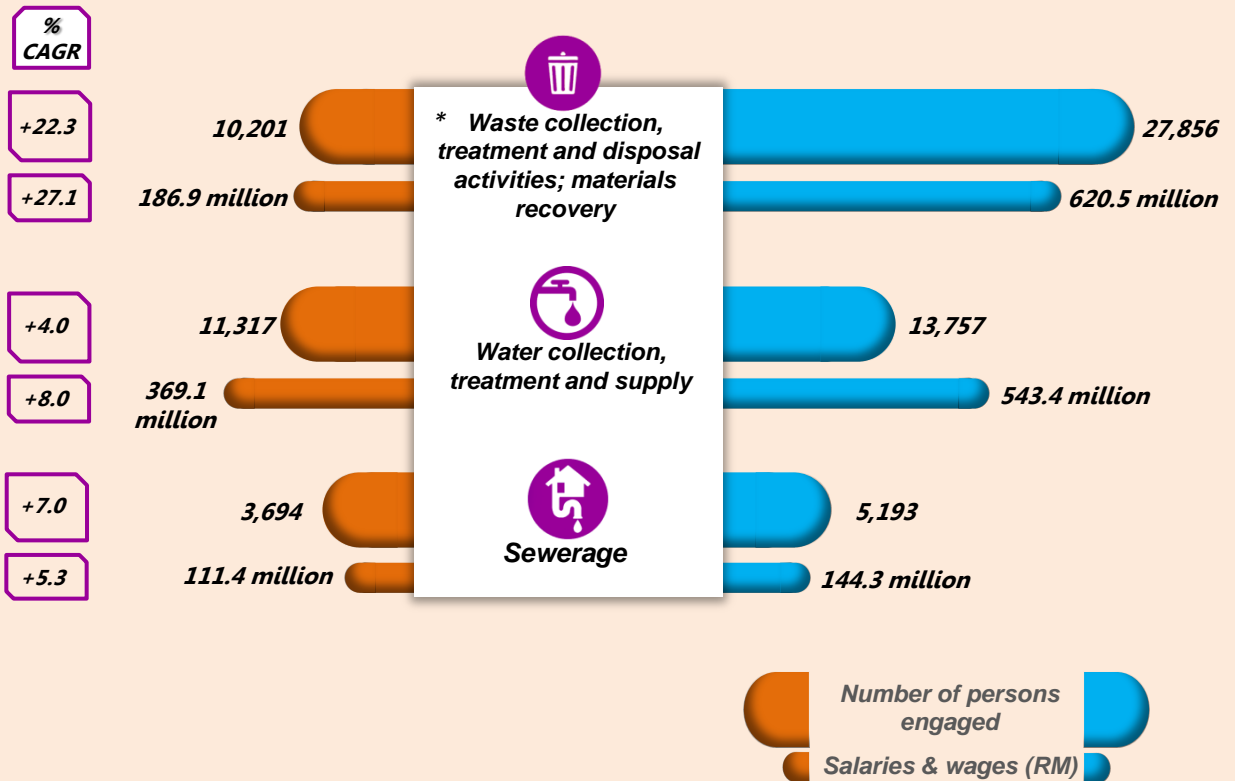 %
CAGR
+22.3
10,201
* Waste collection,
treatment and disposal
activities; materials
recovery
27,856
+27.1
186.9 million
620.5 million
+4.0
11,317
Water collection,
treatment and supply
13,757
+8.0
369.1
million
543.4 million
+7.0
3,694
Sewerage
5,193
+5.3
111.4 million
144.3 million
Number of persons
engaged
Salaries & wages (RM)